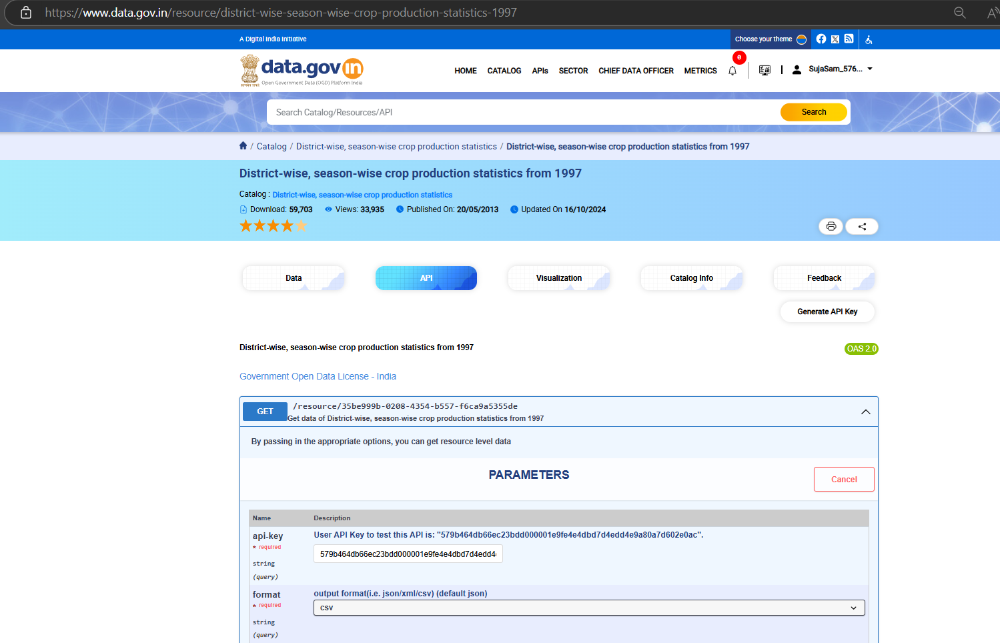 https://www.data.gov.in/resource/district-wise-season-wise-crop-production-statistics-1997
A Digital India Initiative
Choose your theme
data.gov in
Open Government Data (OGD) Platform India
HOME CATALOG APIs SECTOR CHIEF DATA OFFICER METRICS
0
SujaSam_576...
Search Catalog/Resources/API
Search
/ Catalog / District-wise, season-wise crop production statistics / District-wise, season-wise crop production statistics from 1997
District-wise, season-wise crop production statistics from 1997
Catalog : District-wise, season-wise crop production statistics
Download: 59,703 Views: 33,935 Published On: 20/05/2013 Updated On 16/10/2024
Data API Visualization Catalog Info Feedback
Generate API Key
District-wise, season-wise crop production statistics from 1997
OAS 2.0
Government Open Data License - India
GET /resource/35be999b-0208-4354-b557-f6ca9a5355de
Get data of District-wise, season-wise crop production statistics from 1997
By passing in the appropriate options, you can get resource level data
PARAMETERS
Cancel
Name Description
api-key
* required
string
(query)
User API Key to test this API is: "579b464db66ec23bdd000001e9fe4e4dbd7d4edd4e9a80a7d602e0ac".
579b464db66ec23bdd000001e9fe4e4dbd7d4edd4
format
* required
string
(query)
output format(i.e. json/xml/csv) (default json)
csv